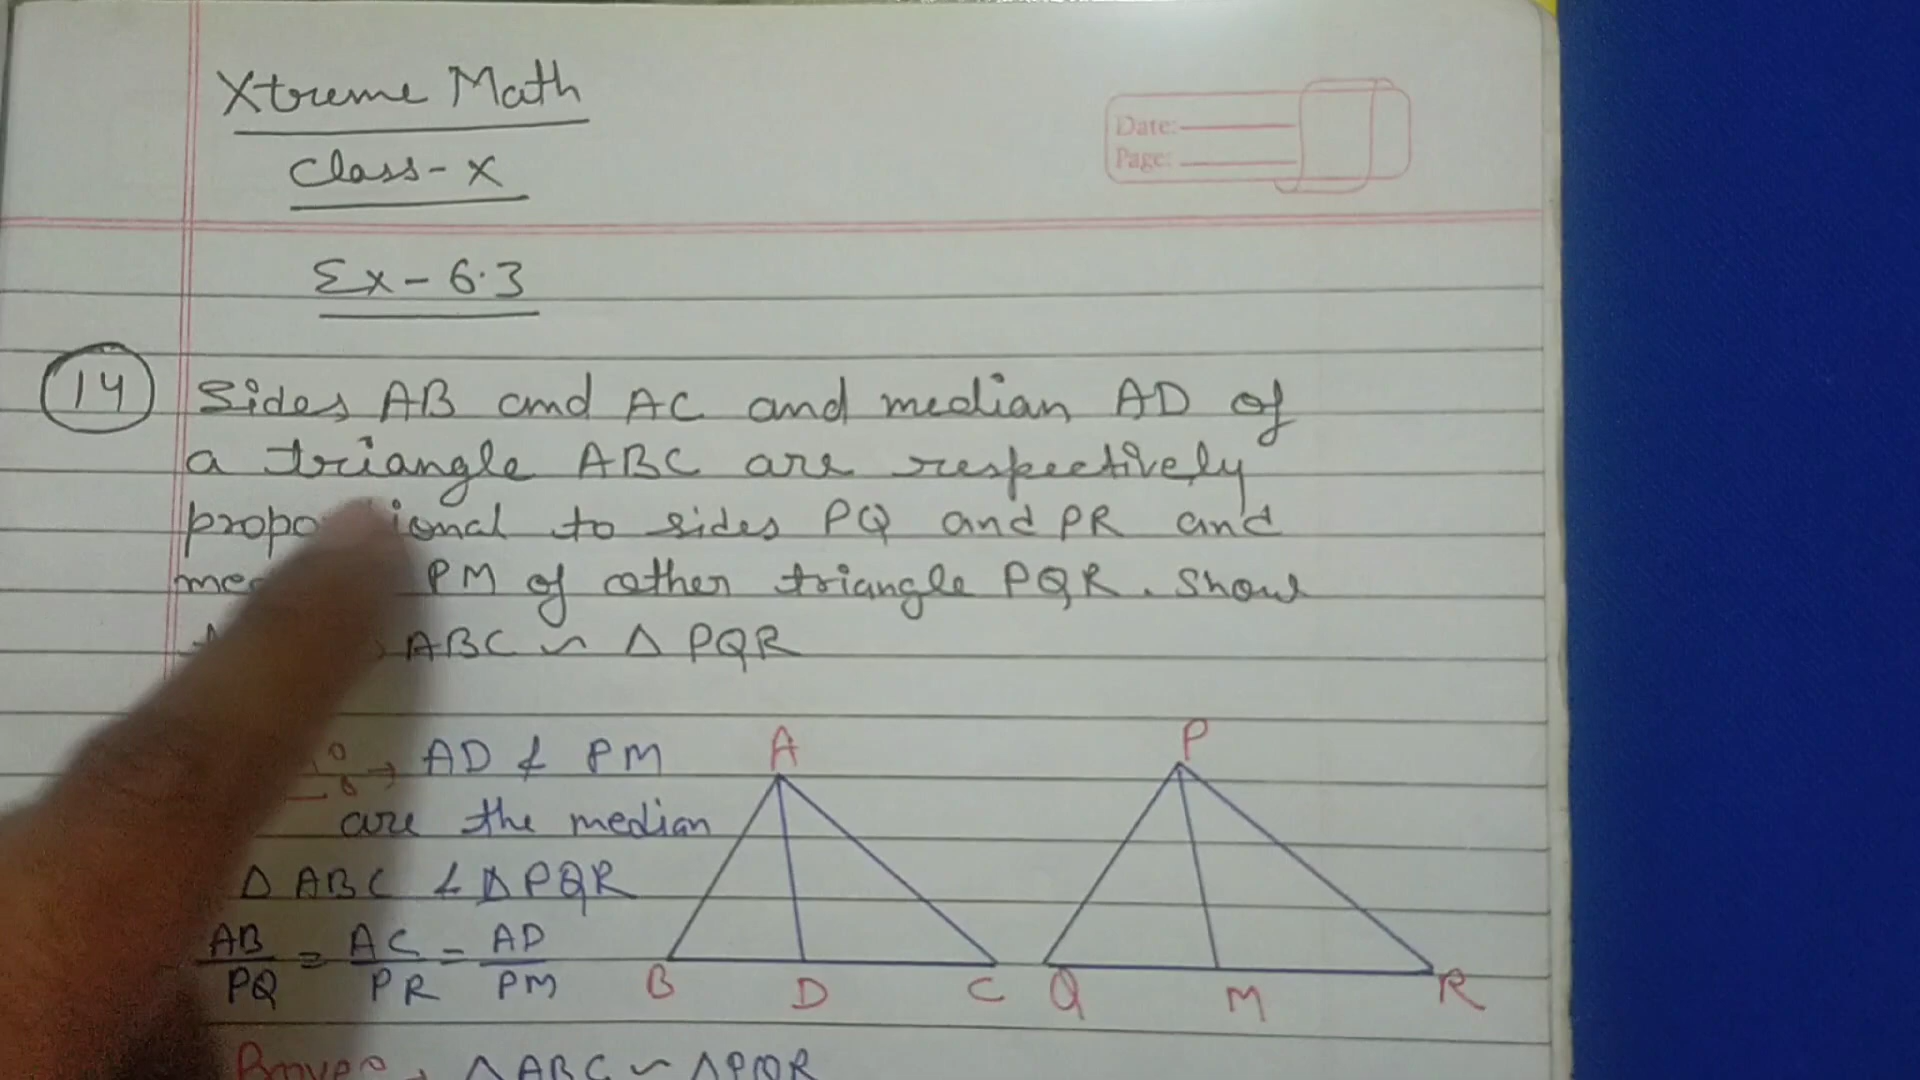 Xtreme Math
Class-X
Date:
Page:
Ex-6.3
14 Sides AB and AC and median AD of
a triangle ABC are respectively
proportional to sides PQ and PR and
PM of other triangle PQR. Show
ABC ~ Δ PQR
AD & PM
are the median
Δ ABC & Δ PQR
AB/PQ = AC/PR = AD/PM
A
B D C
P
Q M R
Δ ABC ~ Δ PQR